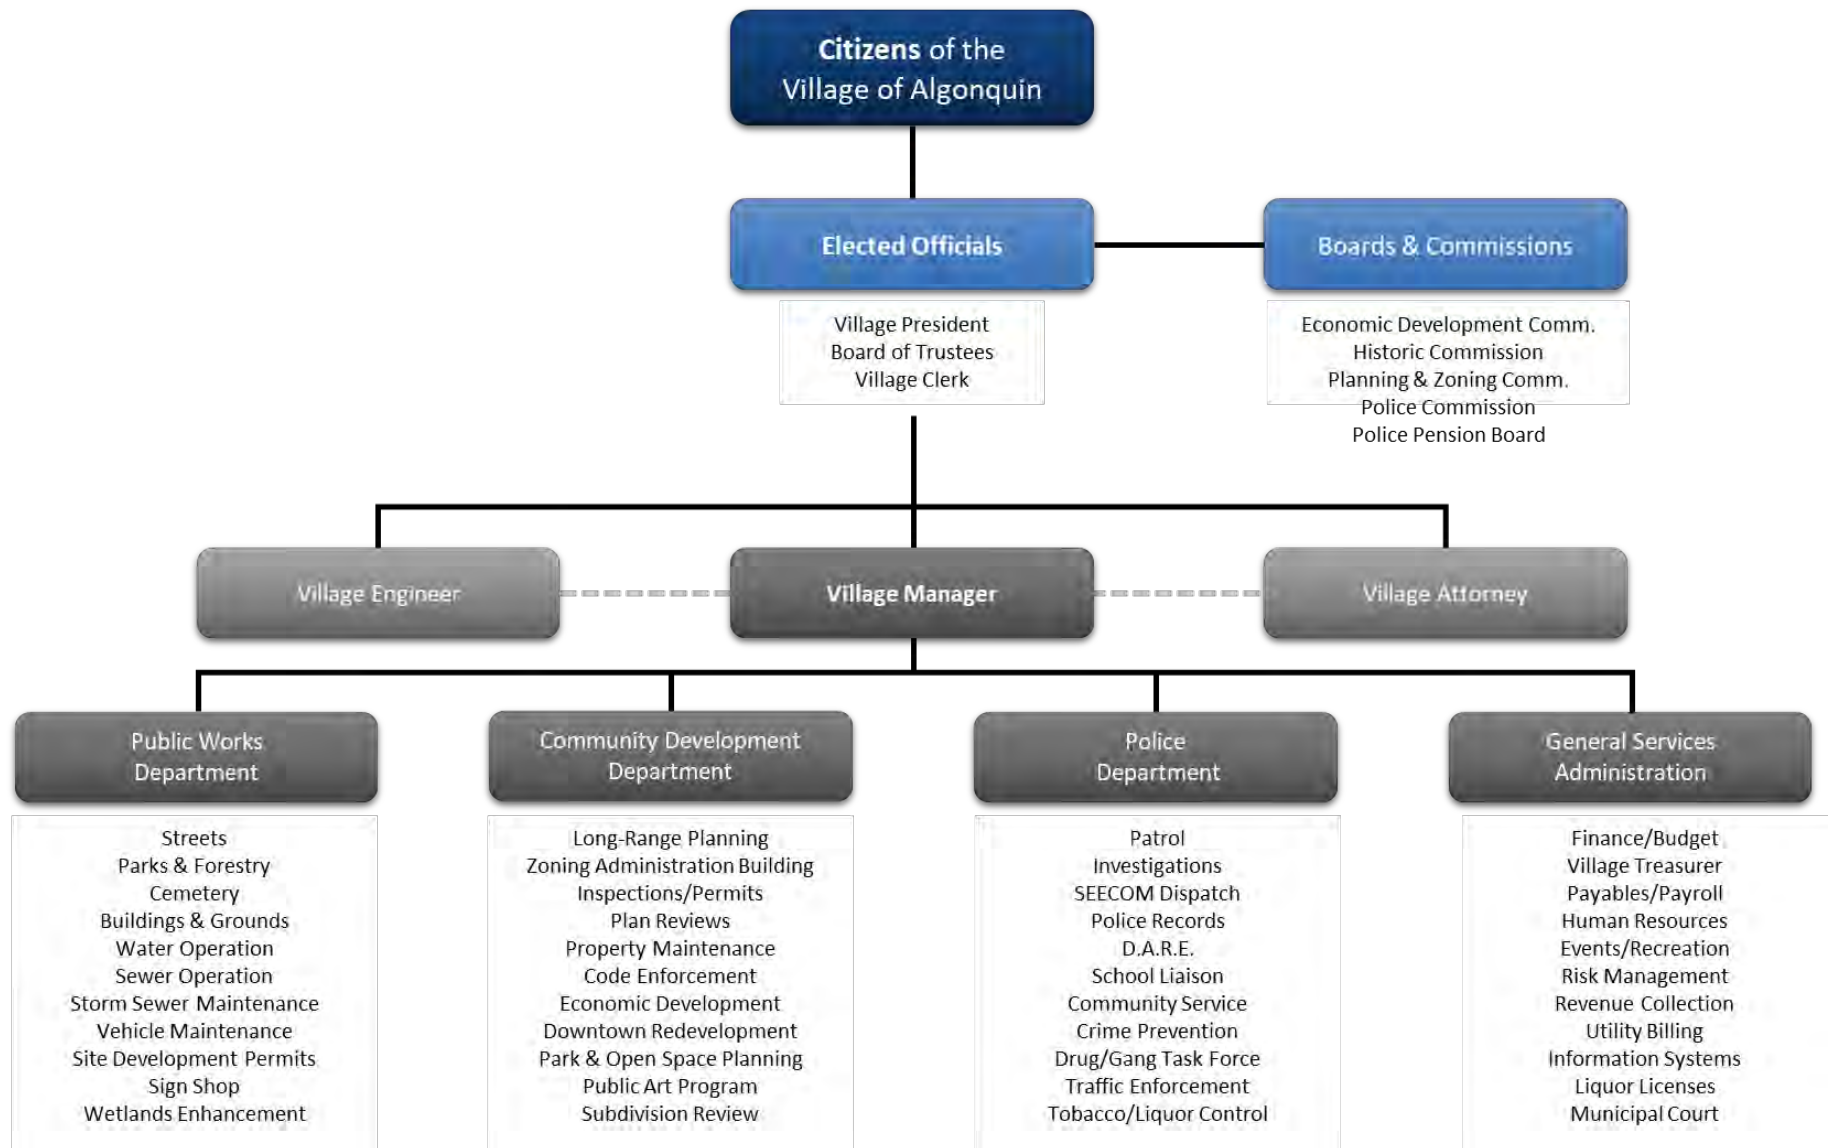 Citizens of the
Village of Algonquin
Elected Officials
Boards & Commissions
Village President
Board of Trustees
Village Clerk
Economic Development Comm.
Historic Commission
Planning & Zoning Comm.
Police Commission
Police Pension Board
Village Engineer
Village Manager
Village Attorney
Public Works
Department
Community Development
Department
Police
Department
General Services
Administration
Streets
Parks & Forestry
Cemetery
Buildings & Grounds
Water Operation
Sewer Operation
Storm Sewer Maintenance
Vehicle Maintenance
Site Development Permits
Sign Shop
Wetlands Enhancement
Long-Range Planning
Zoning Administration Building
Inspections/Permits
Plan Reviews
Property Maintenance
Code Enforcement
Economic Development
Downtown Redevelopment
Park & Open Space Planning
Public Art Program
Subdivision Review
Patrol
Investigations
SEECOM Dispatch
Police Records
D.A.R.E.
School Liaison
Community Service
Crime Prevention
Drug/Gang Task Force
Traffic Enforcement
Tobacco/Liquor Control
Finance/Budget
Village Treasurer
Payables/Payroll
Human Resources
Events/Recreation
Risk Management
Revenue Collection
Utility Billing
Information Systems
Liquor Licenses
Municipal Court